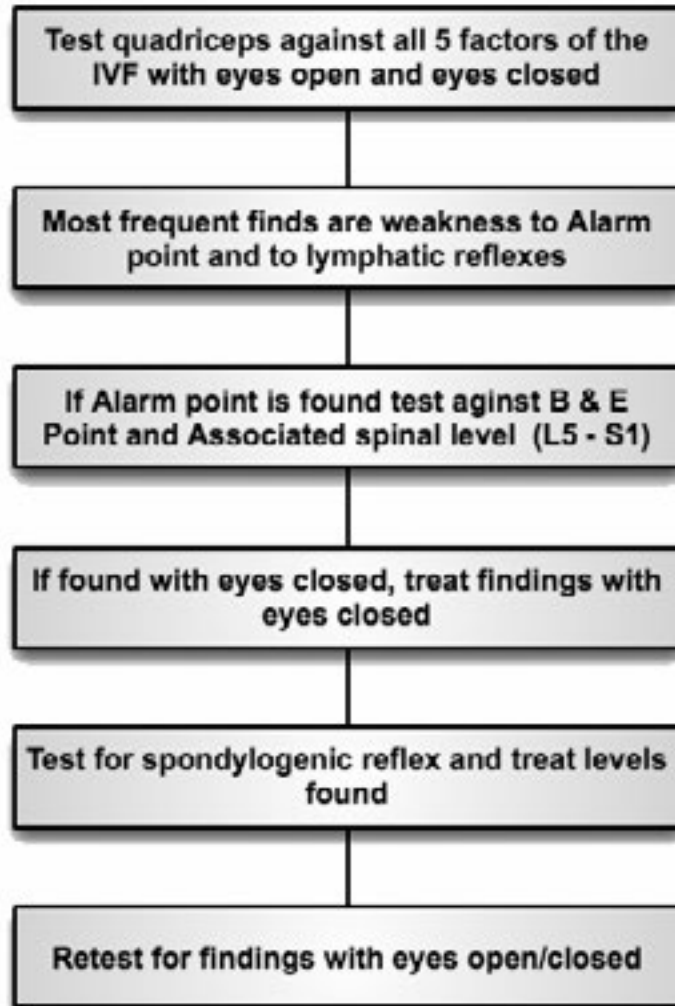 Test quadriceps against all 5 factors of the
IVF with eyes open and eyes closed
Most frequent finds are weakness to Alarm
point and to lymphatic reflexes
If Alarm point is found test aginst B & E
Point and Associated spinal level (L5 - S1)
If found with eyes closed, treat findings with
eyes closed
Test for spondylogenic reflex and treat levels
found
Retest for findings with eyes open/closed